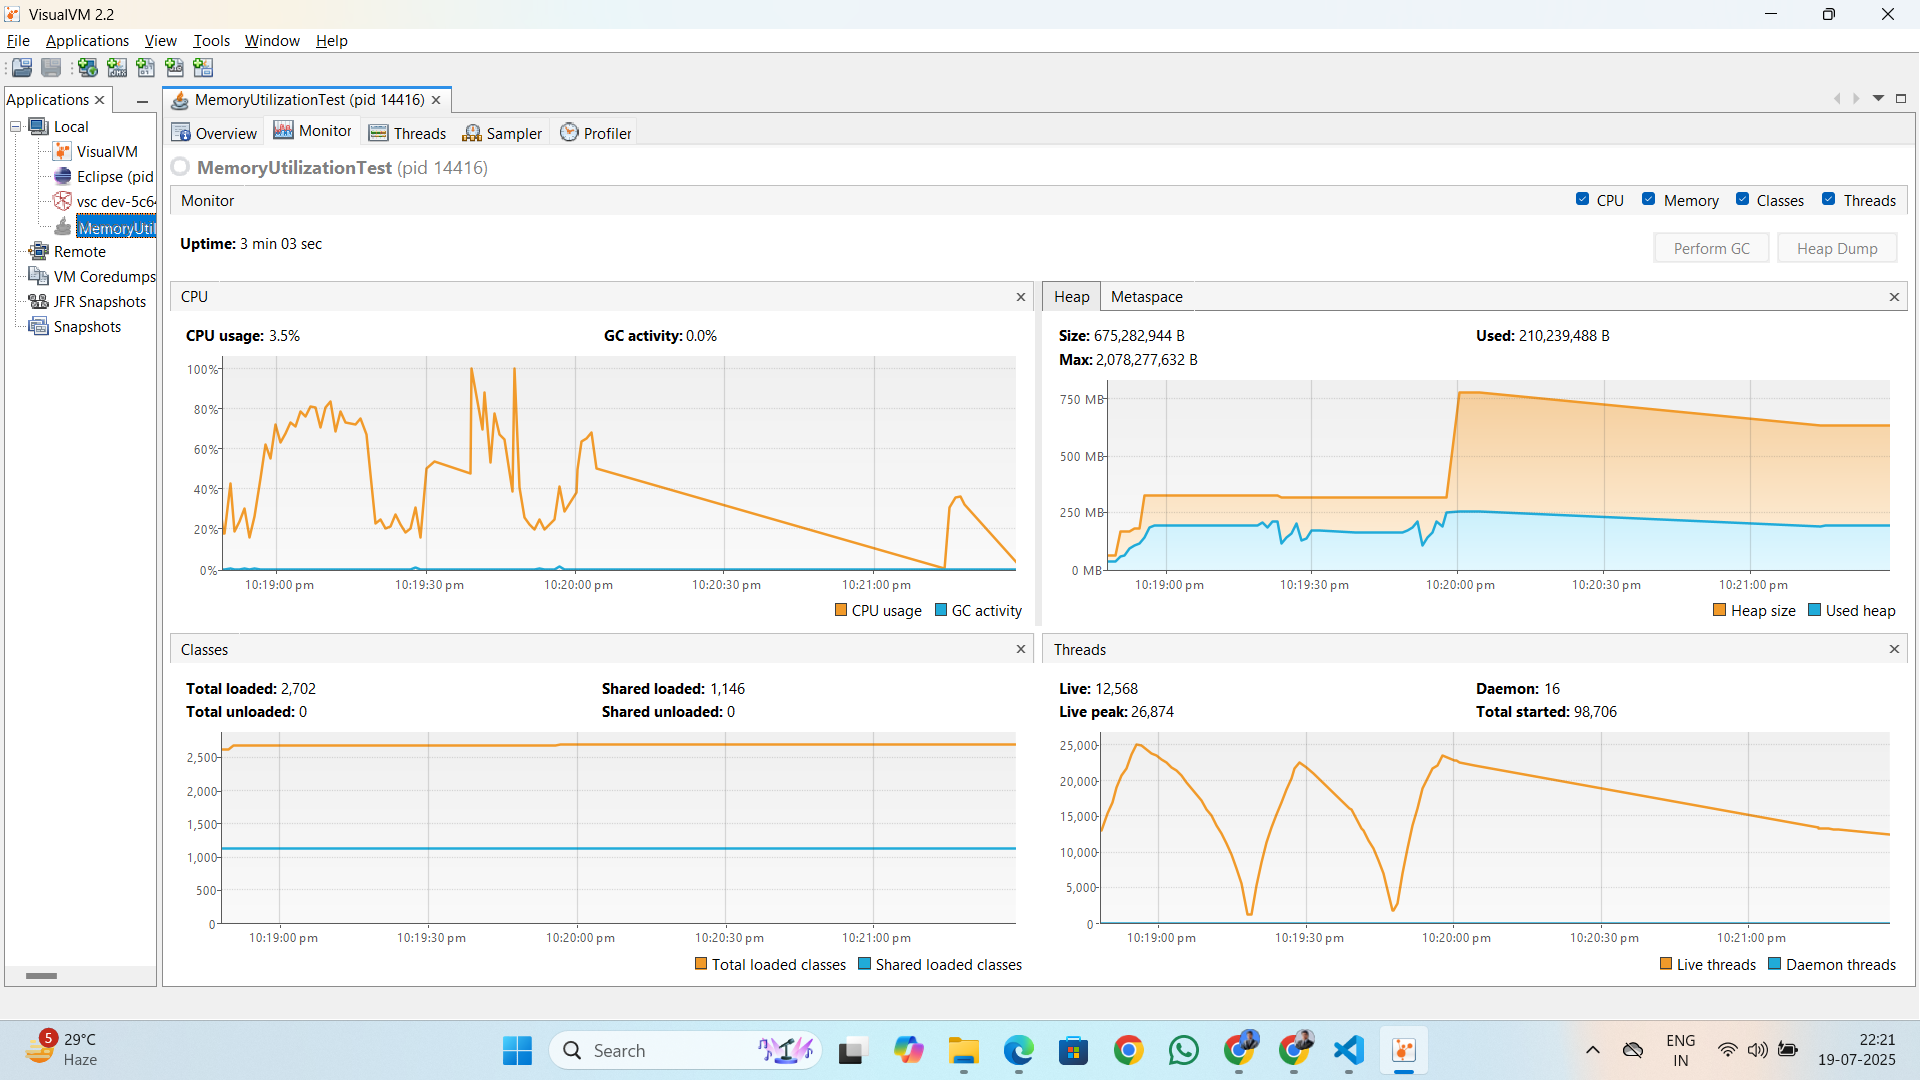 VisualVM 2.2
File Applications View Tools Window Help
Applications
MemoryUtilizationTest (pid 14416)
Local
VisualVM
Eclipse (pid
vsc dev-5c64
MemoryUtil
Remote
VM Coredumps
JFR Snapshots
Snapshots
Overview Monitor Threads Sampler Profiler
MemoryUtilizationTest (pid 14416)
Monitor
CPU Memory Classes Threads
Uptime: 3 min 03 sec
Perform GC Heap Dump
CPU
CPU usage: 3.5% GC activity: 0.0%
100%
80%
60%
40%
20%
0%
10:19:00 pm 10:19:30 pm 10:20:00 pm 10:20:30 pm 10:21:00 pm
CPU usage GC activity
Heap Metaspace
Size: 675,282,944 B Used: 210,239,488 B
Max: 2,078,277,632 B
750 MB
500 MB
250 MB
0 MB
10:19:00 pm 10:19:30 pm 10:20:00 pm 10:20:30 pm 10:21:00 pm
Heap size Used heap
Classes
Total loaded: 2,702 Shared loaded: 1,146
Total unloaded: 0 Shared unloaded: 0
2,500
2,000
1,500
1,000
500
0
10:19:00 pm 10:19:30 pm 10:20:00 pm 10:20:30 pm 10:21:00 pm
Total loaded classes Shared loaded classes
Threads
Live: 12,568 Daemon: 16
Live peak: 26,874 Total started: 98,706
25,000
20,000
15,000
10,000
5,000
0
10:19:00 pm 10:19:30 pm 10:20:00 pm 10:20:30 pm 10:21:00 pm
Live threads Daemon threads
5
29°C
Haze
Search
ENG
IN
22:21
19-07-2025